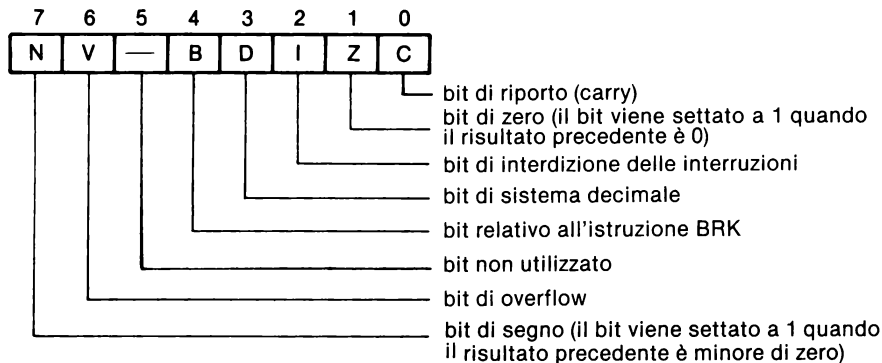 7 6 5 4 3 2 1 0
N V — B D I Z C
bit di riporto (carry)
bit di zero (il bit viene settato a 1 quando
il risultato precedente è 0)
bit di interdizione delle interruzioni
bit di sistema decimale
bit relativo all'istruzione BRK
bit non utilizzato
bit di overflow
bit di segno (il bit viene settato a 1 quando
il risultato precedente è minore di zero)